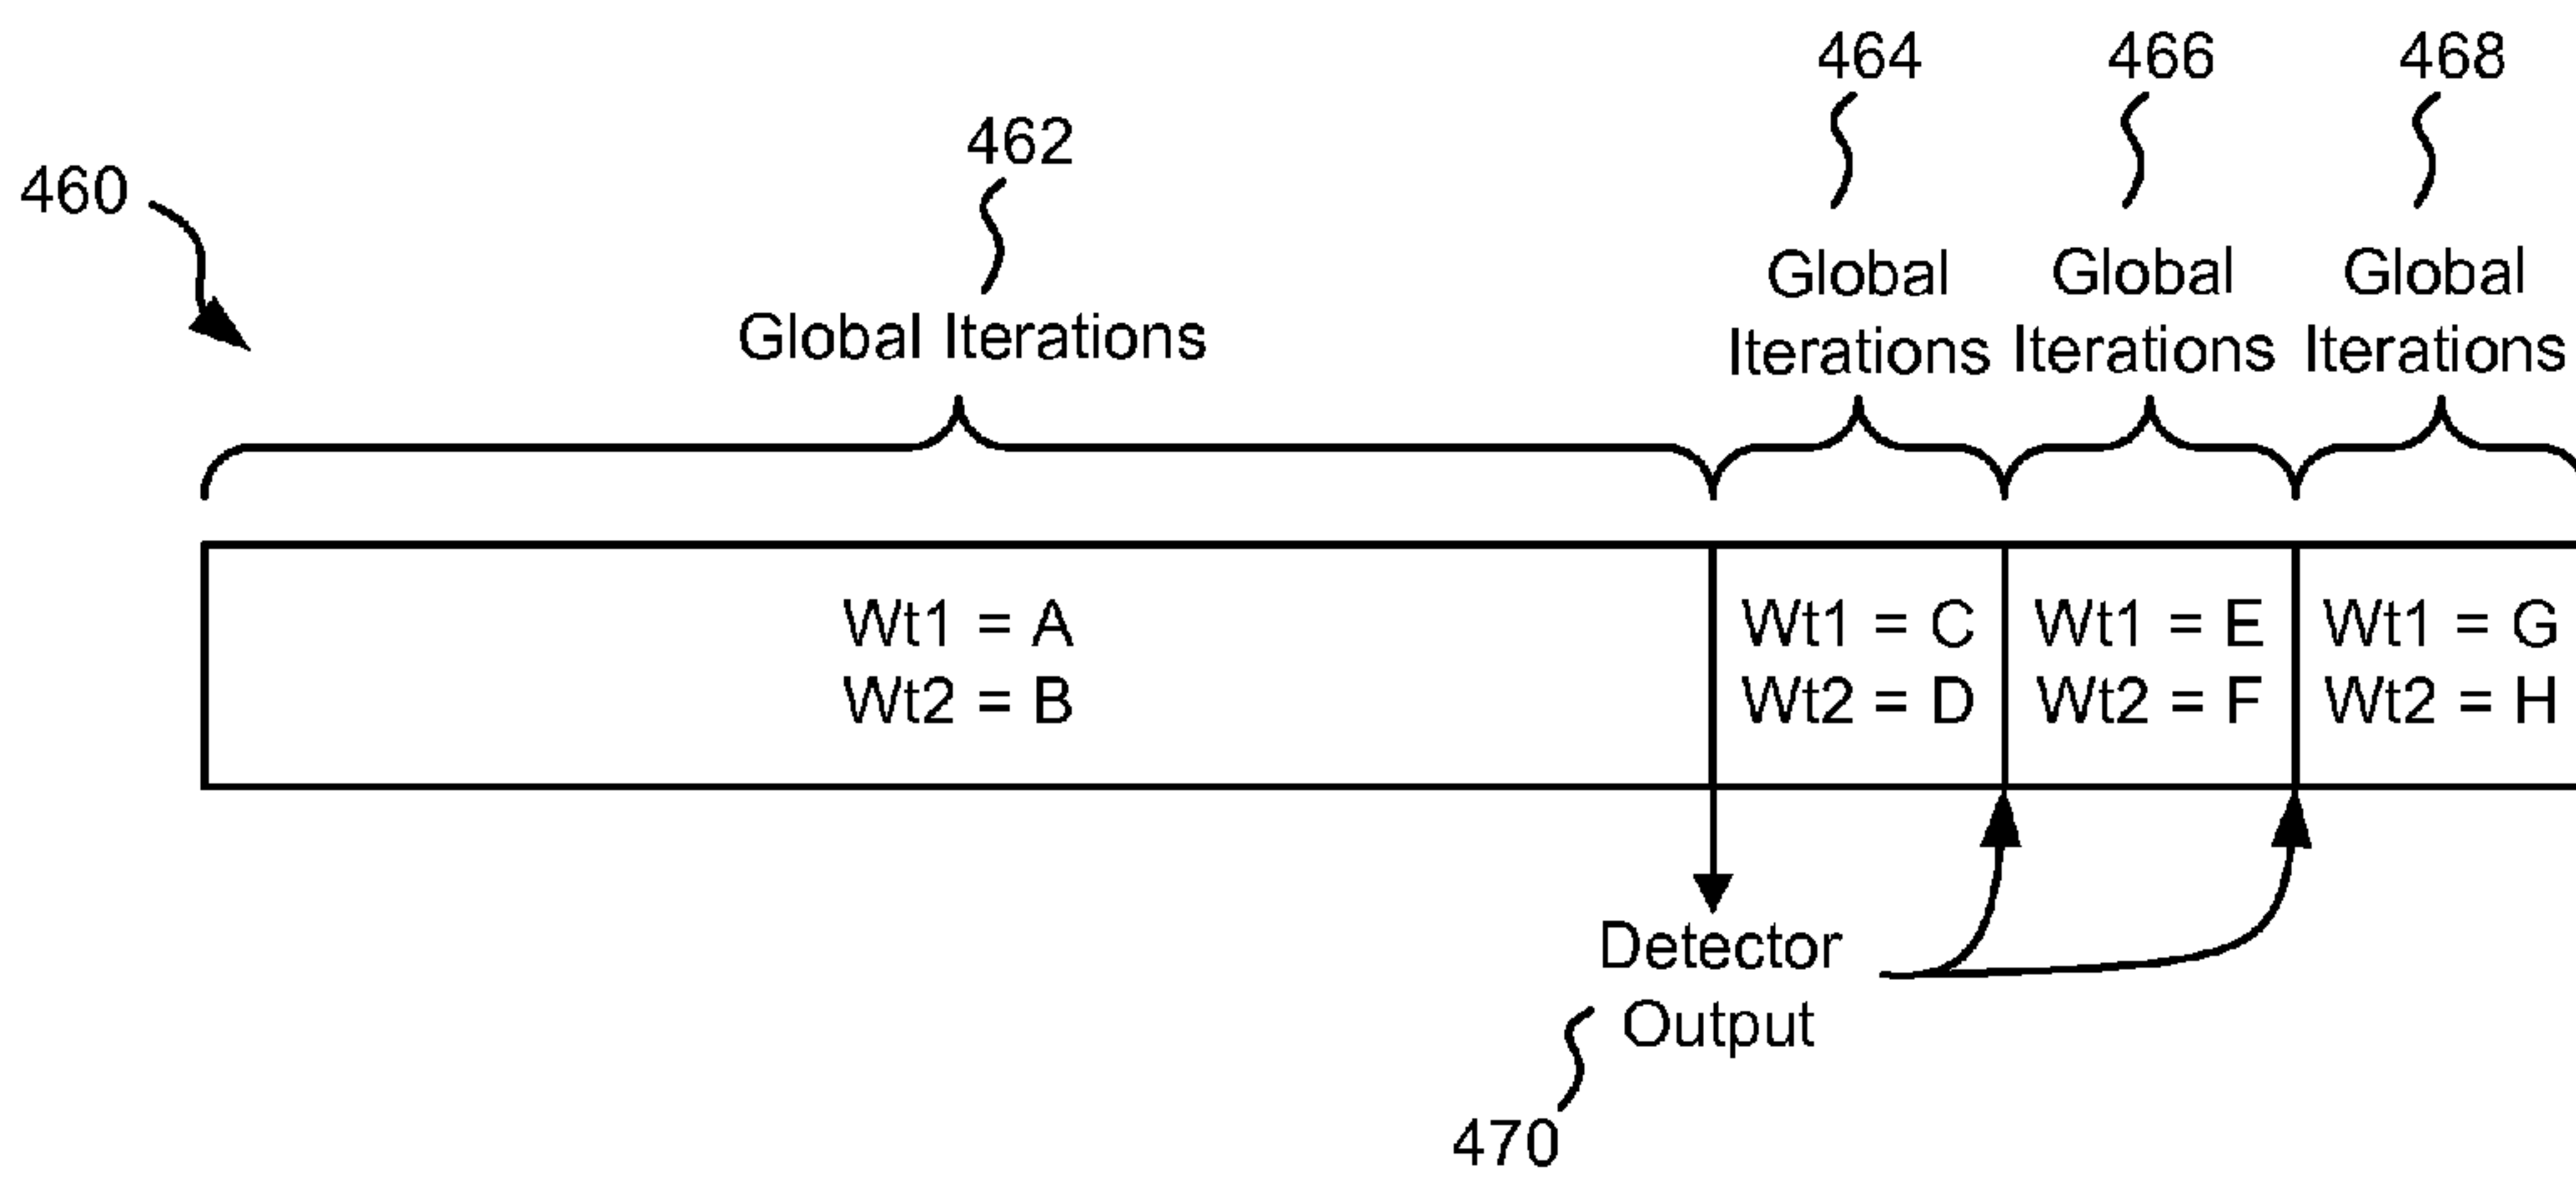 464
466
468
462
460
Global Iterations
Global
Iterations
Global
Iterations
Global
Iterations
Wt1 = A
Wt2 = B
Wt1 = C
Wt2 = D
Wt1 = E
Wt2 = F
Wt1 = G
Wt2 = H
Detector
Output
470